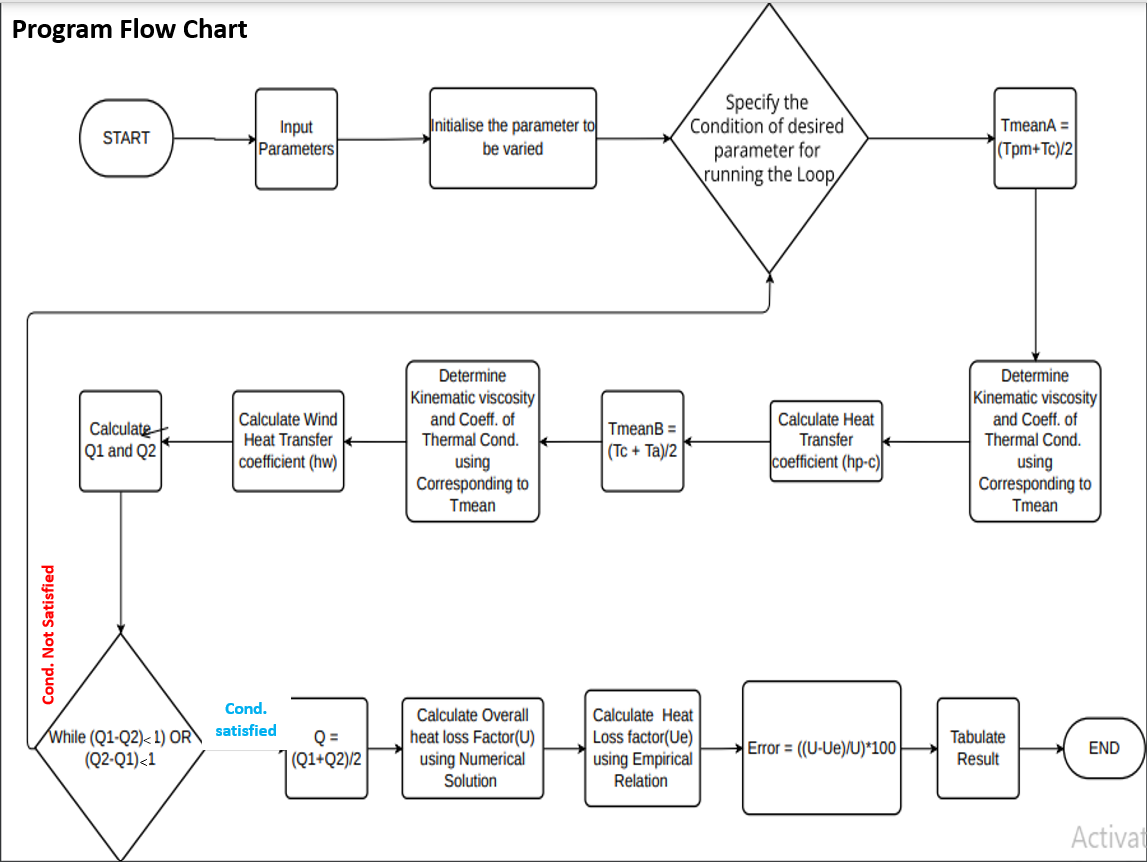 Program Flow Chart
START
Input
Parameters
Initialise the parameter to
be varied
Specify the
Condition of desired
parameter for
running the Loop
TmeanA =
(Tpm+Tc)/2
Determine
Kinematic viscosity
and Coeff. of
Thermal Cond.
using
Corresponding to
Tmean
Calculate Heat
Transfer
coefficient (hp-c)
TmeanB =
(Tc + Ta)/2
Determine
Kinematic viscosity
and Coeff. of
Thermal Cond.
using
Corresponding to
Tmean
Calculate Wind
Heat Transfer
coefficient (hw)
Calculate
Q1 and Q2
Cond. Not Satisfied
While (Q1-Q2)<1) OR
(Q2-Q1)<1
Cond.
satisfied
Q =
(Q1+Q2)/2
Calculate Overall
heat loss Factor(U)
using Numerical
Solution
Calculate Heat
Loss factor(Ue)
using Empirical
Relation
Error = ((U-Ue)/U)*100
Tabulate
Result
END
Activat